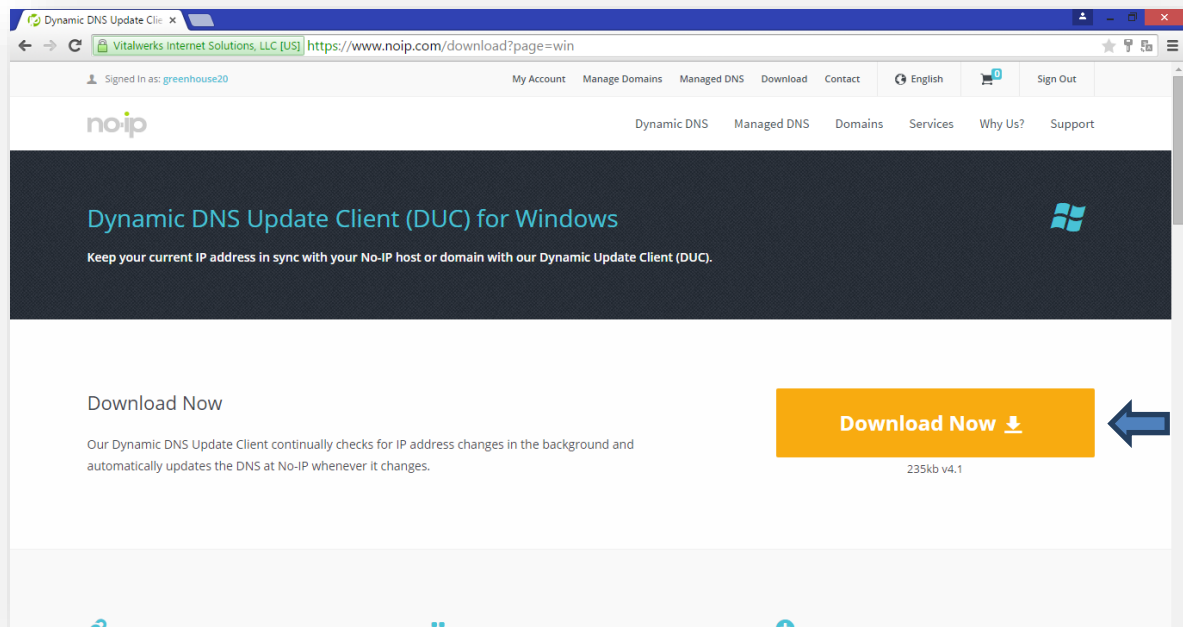 Dynamic DNS Update Clie
Vitalwerks Internet Solutions, LLC [US] https://www.noip.com/download?page=win
Signed In as: greenhouse20 My Account Manage Domains Managed DNS Download Contact English 0 Sign Out
no·ip Dynamic DNS Managed DNS Domains Services Why Us? Support
Dynamic DNS Update Client (DUC) for Windows
Keep your current IP address in sync with your No-IP host or domain with our Dynamic Update Client (DUC).
Download Now
Our Dynamic DNS Update Client continually checks for IP address changes in the background and
automatically updates the DNS at No-IP whenever it changes.
Download Now
235kb v4.1